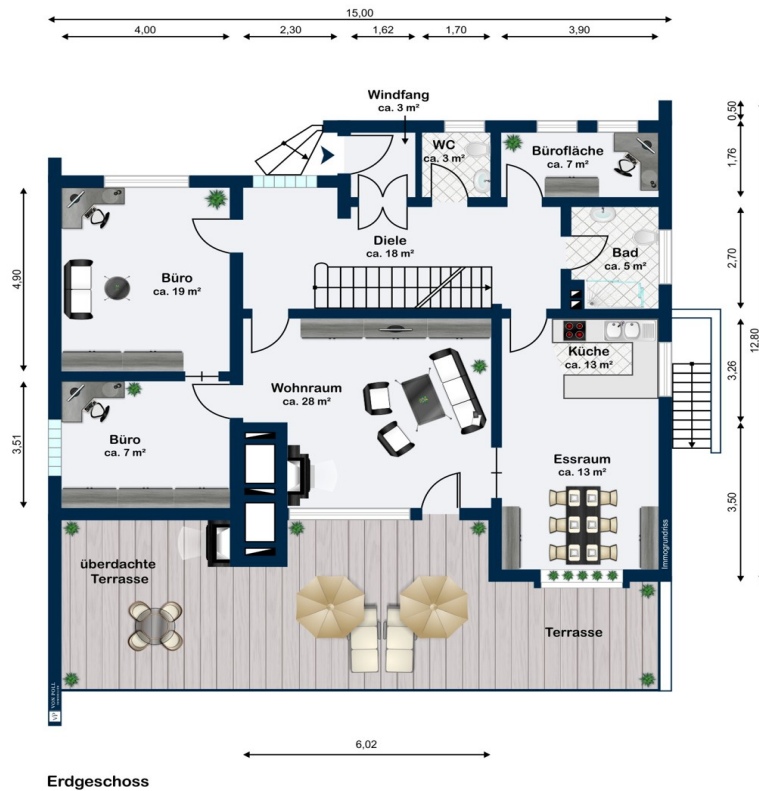 15,00
4,00
2,30
1,62
1,70
3,90
Windfang
ca. 3 m²
WC
ca. 3 m²
Bürofläche
ca. 7 m²
0,50
1,76
Büro
ca. 19 m²
Diele
ca. 18 m²
Bad
ca. 5 m²
4,90
2,70
Küche
ca. 13 m²
12.80
3,26
Wohnraum
ca. 28 m²
Büro
ca. 7 m²
3,51
Essraum
ca. 13 m²
3,50
Immogrundriss
überdachte
Terrasse
Terrasse
VP VON POLL
6,02
Erdgeschoss